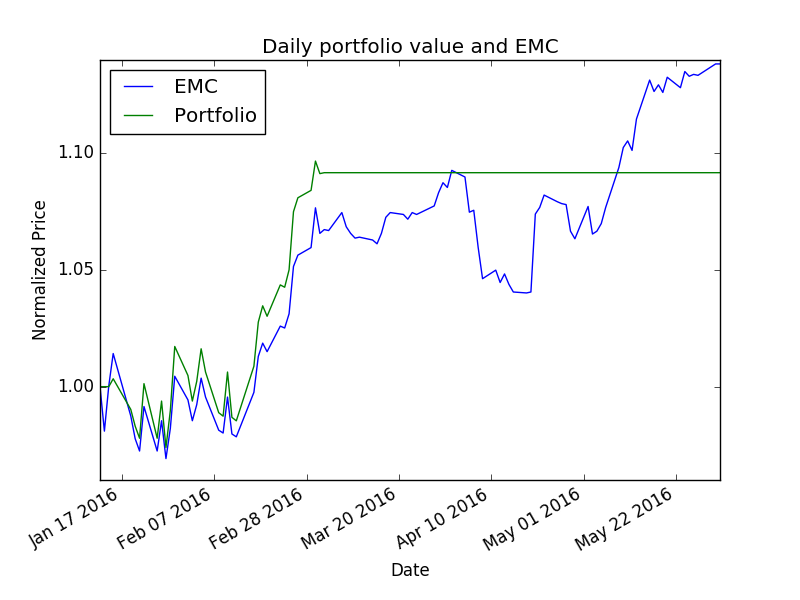 Daily portfolio value and EMC
EMC
Portfolio
1.10
1.05
1.00
Normalized Price
Jan 17 2016
Feb 07 2016
Feb 28 2016
Mar 20 2016
Apr 10 2016
May 01 2016
May 22 2016
Date